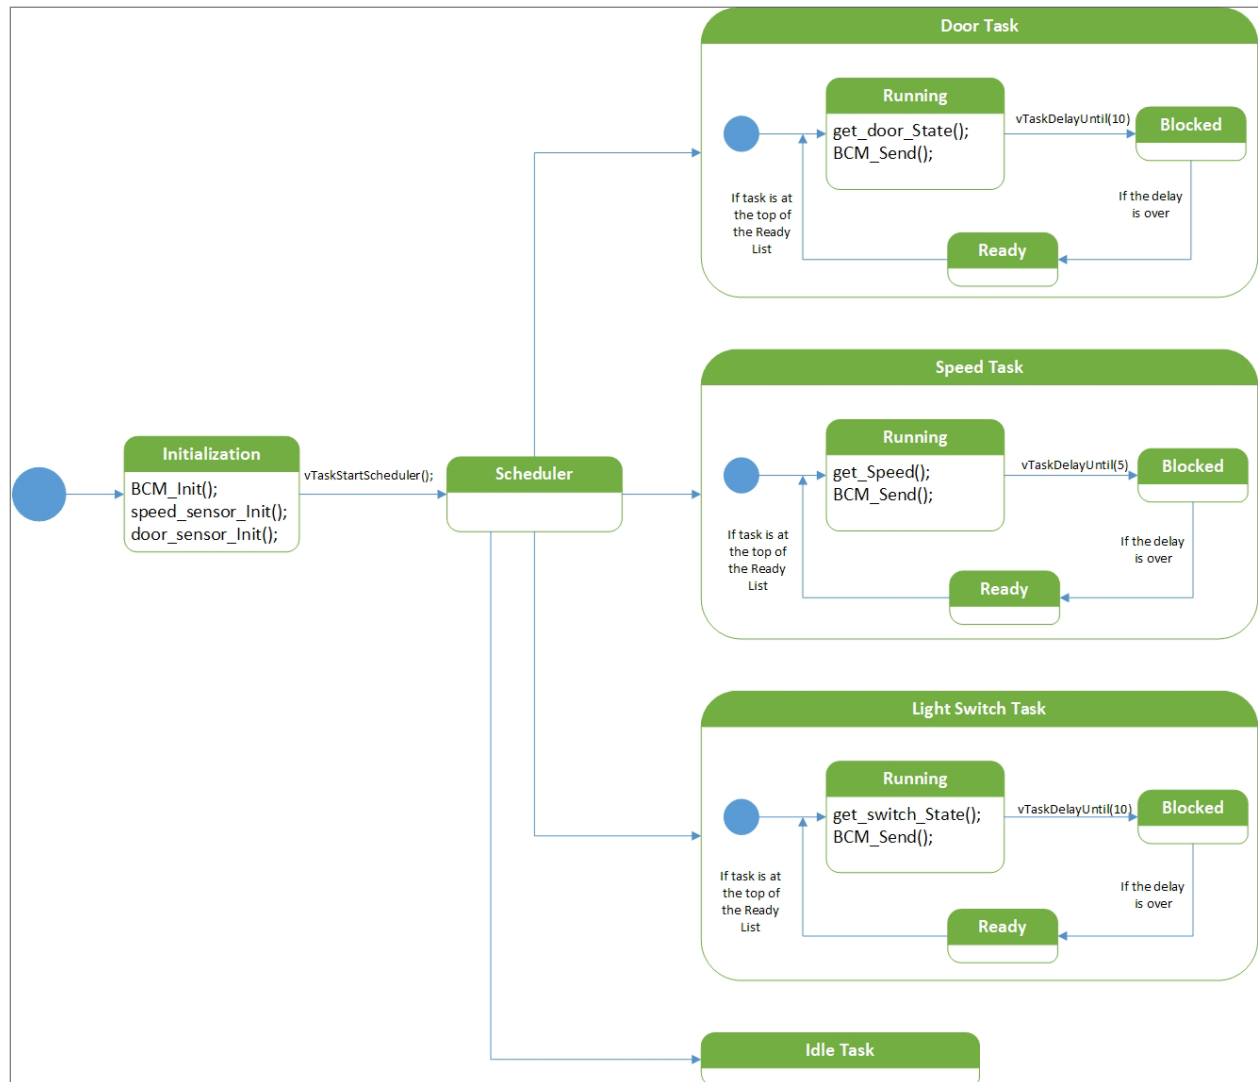 Door Task
Running
get_door_State();
BCM_Send();
vTaskDelayUntil(10)
Blocked
If task is at
the top of
the Ready
List
If the delay
is over
Ready
Speed Task
Running
get_Speed();
BCM_Send();
vTaskDelayUntil(5)
Blocked
If task is at
the top of
the Ready
List
If the delay
is over
Ready
Initialization
BCM_Init();
speed_sensor_Init();
door_sensor_Init();
vTaskStartScheduler();
Scheduler
Light Switch Task
Running
get_switch_State();
BCM_Send();
vTaskDelayUntil(10)
Blocked
If task is at
the top of
the Ready
List
If the delay
is over
Ready
Idle Task